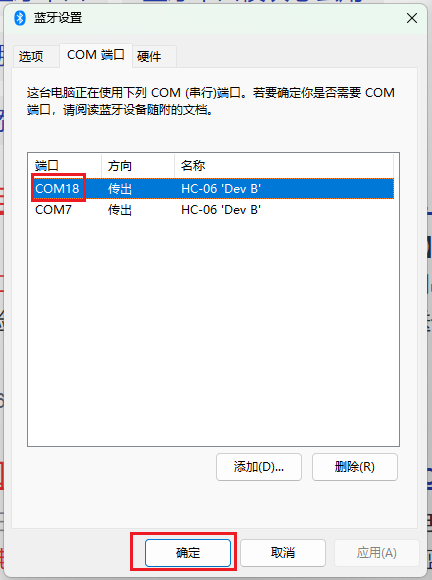 蓝牙设置
选项
COM 端口
硬件
这台电脑正在使用下列 COM (串行)端口。若要确定你是否需要 COM
端口，请阅读蓝牙设备随附的文档。
端口 方向 名称
COM18 传出 HC-06 'Dev B'
COM7 传出 HC-06 'Dev B'
添加(D)...
删除(R)
确定
取消
应用(A)